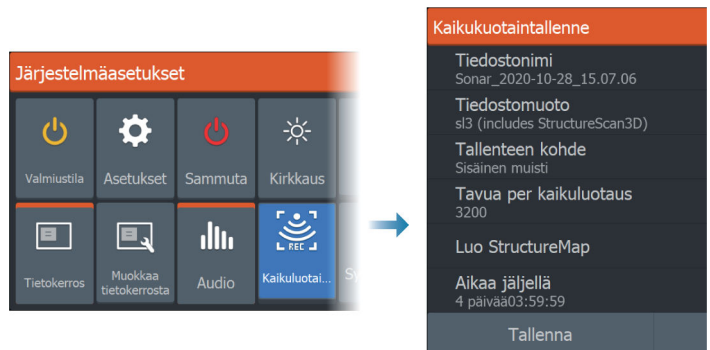 Järjestelmäasetukset
Valmiustila
Asetukset
Sammuta
Kirkkaus
Tietokerros
Muokkaa
tietokerrosta
Audio
REC
Kaikuluotai...
Kaikukuotaintallenne
Tiedostonimi
Sonar_2020-10-28_15.07.06
Tiedostomuoto
sl3 (includes StructureScan3D)
Tallenteen kohde
Sisäinen muisti
Tavua per kaikuluotaus
3200
Luo StructureMap
Aikaa jäljellä
4 päivää03:59:59
Tallenna